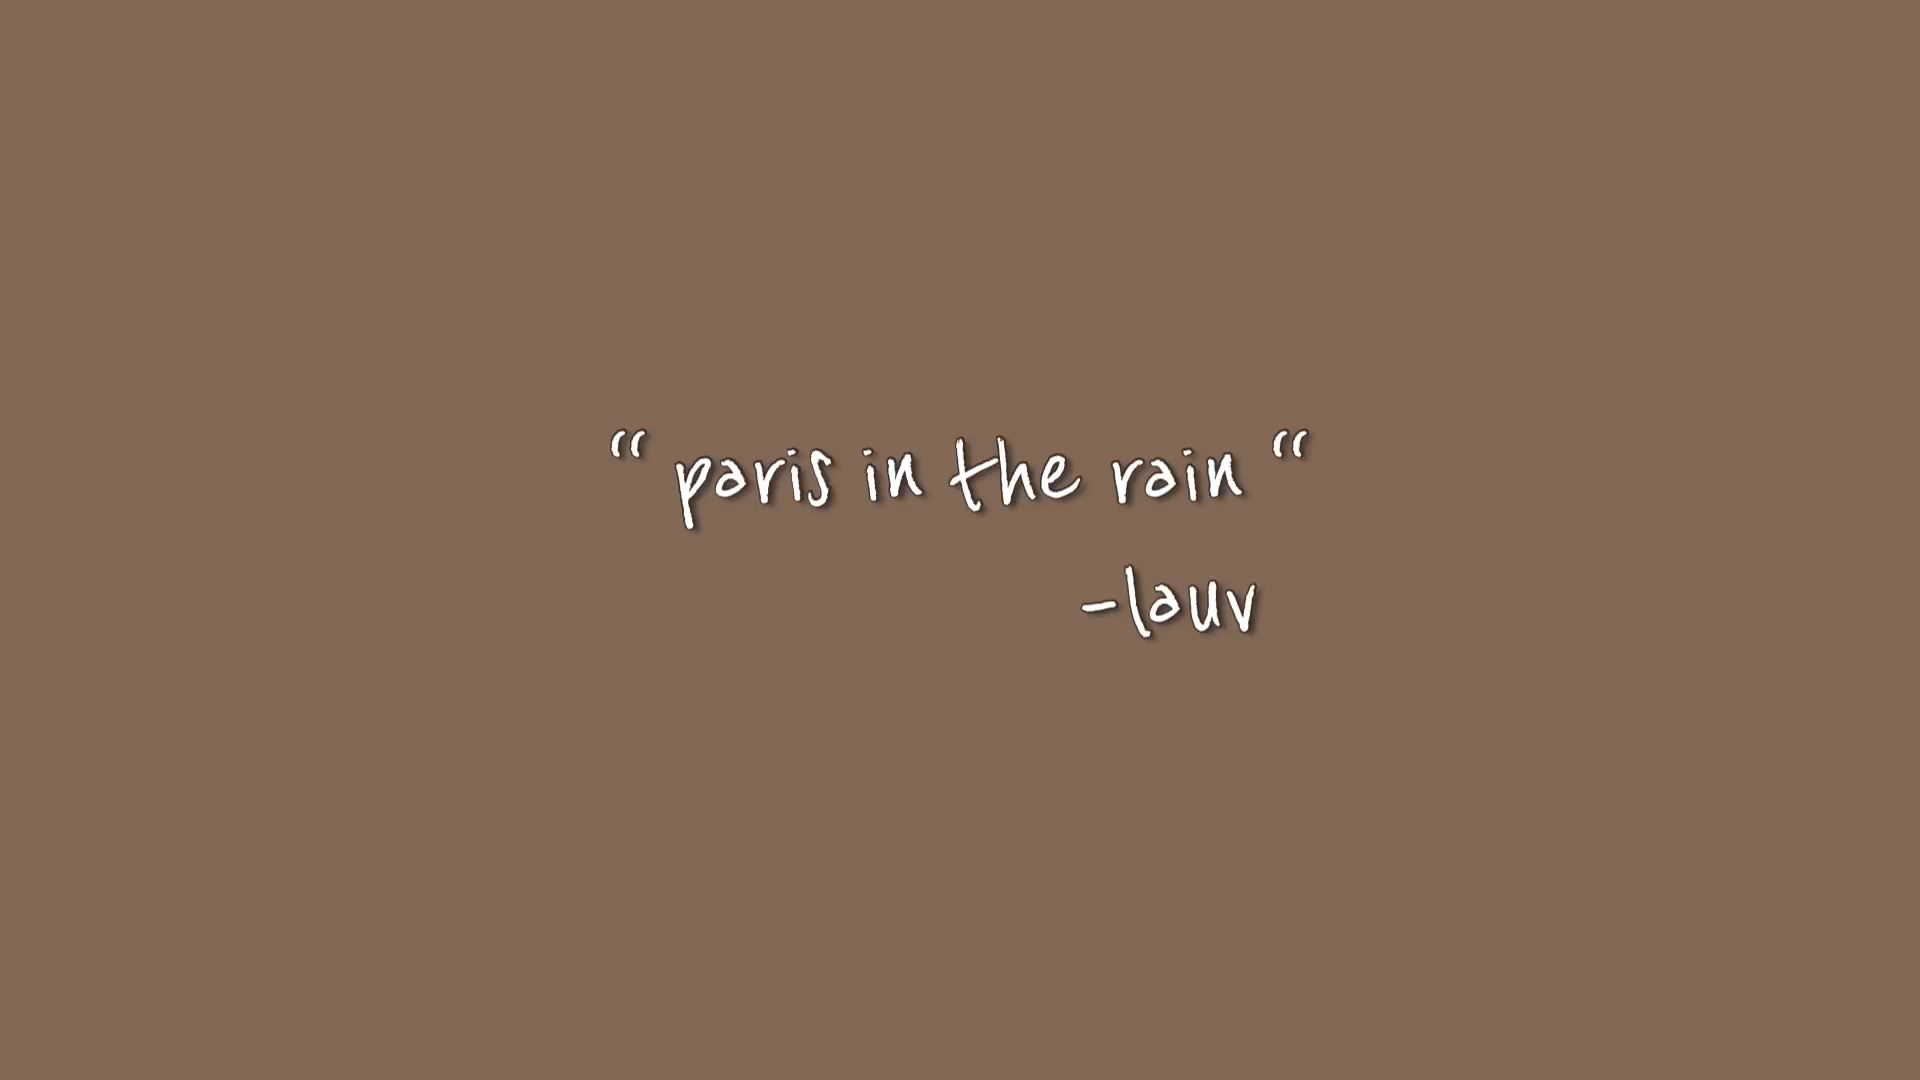 “ paris in the rain “
-lauv